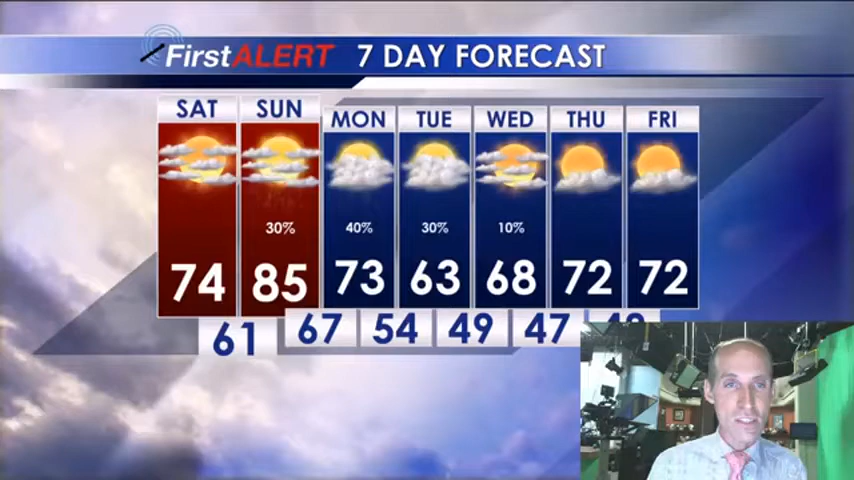 FirstALERT 7 DAY FORECAST
SAT SUN MON TUE WED THU FRI
30% 40% 30% 10%
74 85 73 63 68 72 72
61 67 54 49 47